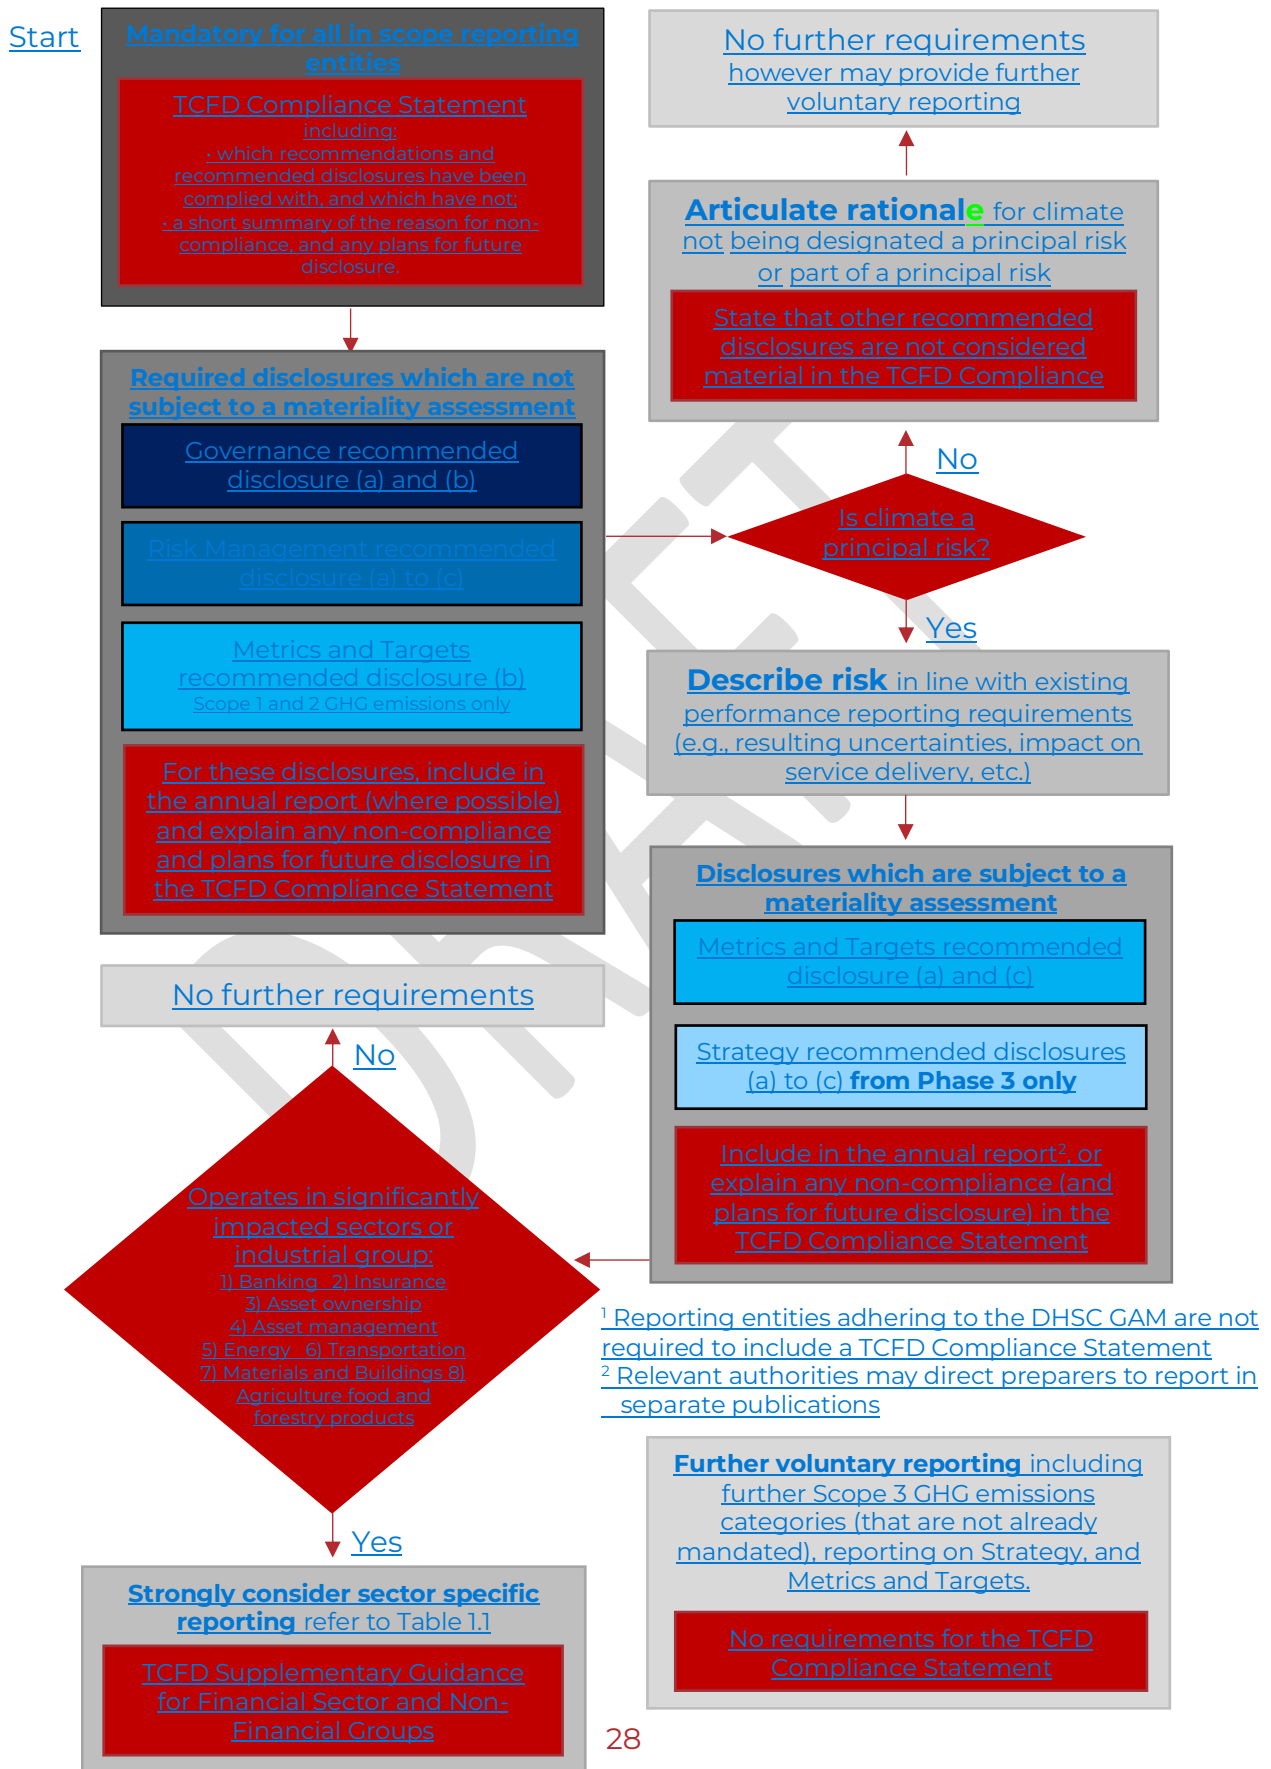 Start
Mandatory for all in scope reporting
entities
TCFD Compliance Statement
including:
• which recommendations and
recommended disclosures have been
complied with, and which have not;
• a short summary of the reason for non-
compliance, and any plans for future
disclosure.
Required disclosures which are not
subject to a materiality assessment
Governance recommended
disclosure (a) and (b)
Risk Management recommended
disclosure (a) to (c)
Metrics and Targets
recommended disclosure (b)
Scope 1 and 2 GHG emissions only
For these disclosures, include in
the annual report (where possible)
and explain any non-compliance
and plans for future disclosure in
the TCFD Compliance Statement
No further requirements
however may provide further
voluntary reporting
Articulate rationale for climate
not being designated a principal risk
or part of a principal risk
State that other recommended
disclosures are not considered
material in the TCFD Compliance
No
Is climate a
principal risk?
Yes
Describe risk in line with existing
performance reporting requirements
(e.g., resulting uncertainties, impact on
service delivery, etc.)
Disclosures which are subject to a
materiality assessment
Metrics and Targets recommended
disclosure (a) and (c)
Strategy recommended disclosures
(a) to (c) from Phase 3 only
Include in the annual report², or
explain any non-compliance (and
plans for future disclosure) in the
TCFD Compliance Statement
No further requirements
No
Operates in significantly
impacted sectors or
industrial group:
1) Banking 2) Insurance
3) Asset ownership
4) Asset management
5) Energy 6) Transportation
7) Materials and Buildings 8)
Agriculture food and
forestry products
Yes
Strongly consider sector specific
reporting refer to Table 1.1
TCFD Supplementary Guidance
for Financial Sector and Non-
Financial Groups
¹ Reporting entities adhering to the DHSC GAM are not
required to include a TCFD Compliance Statement
² Relevant authorities may direct preparers to report in
separate publications
Further voluntary reporting including
further Scope 3 GHG emissions
categories (that are not already
mandated), reporting on Strategy, and
Metrics and Targets.
No requirements for the TCFD
Compliance Statement
28
DRAFT